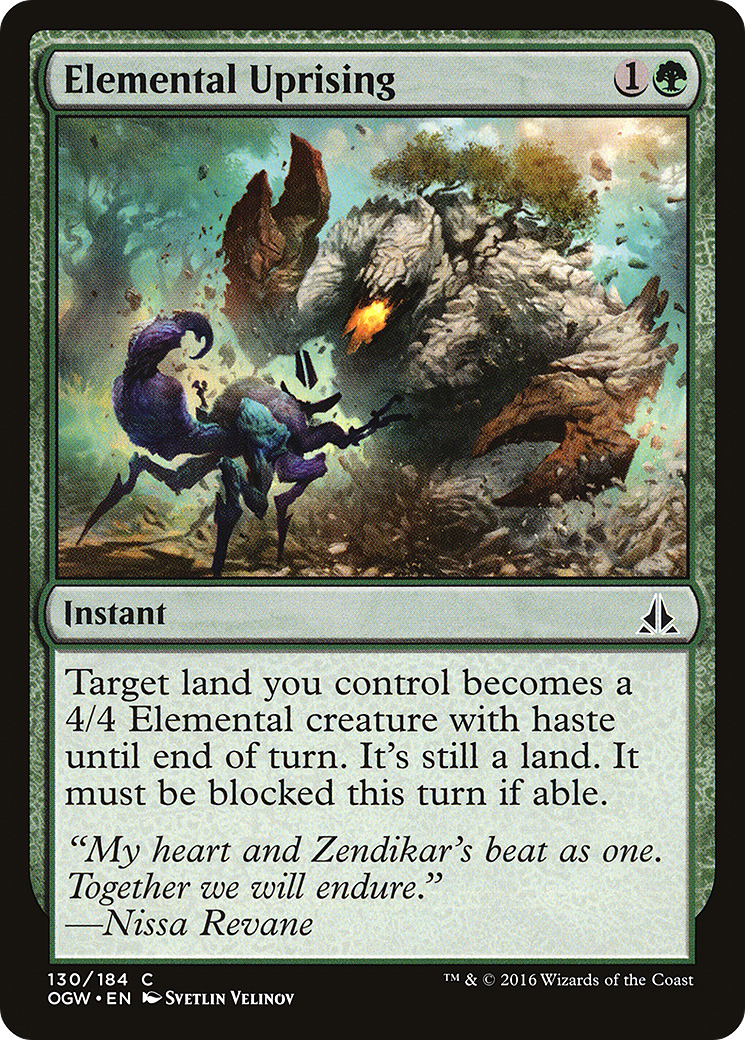 Elemental Uprising 1
Instant
Target land you control becomes a
4/4 Elemental creature with haste
until end of turn. It's still a land. It
must be blocked this turn if able.
“My heart and Zendikar's beat as one.
Together we will endure.”
—Nissa Revane
130/184 C
OGW • EN Svetlin Velinov
™ & © 2016 Wizards of the Coast